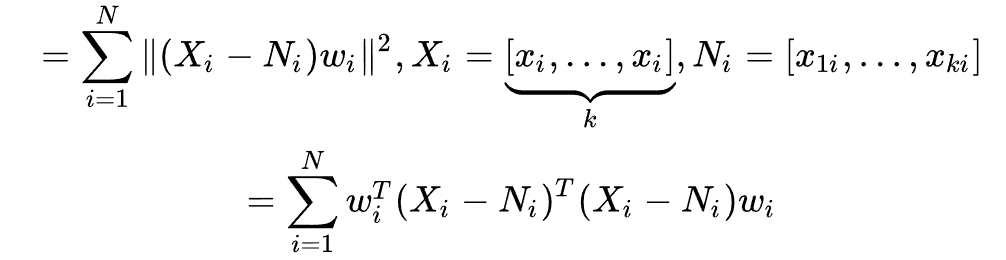 $= \sum_{i=1}^{N} \|(X_i - N_i)w_i\|^2, X_i = \underbrace{[x_i, \ldots, x_i]}_{k}, N_i = [x_{1i}, \ldots, x_{ki}]$
$= \sum_{i=1}^{N} w_i^T (X_i - N_i)^T (X_i - N_i) w_i$